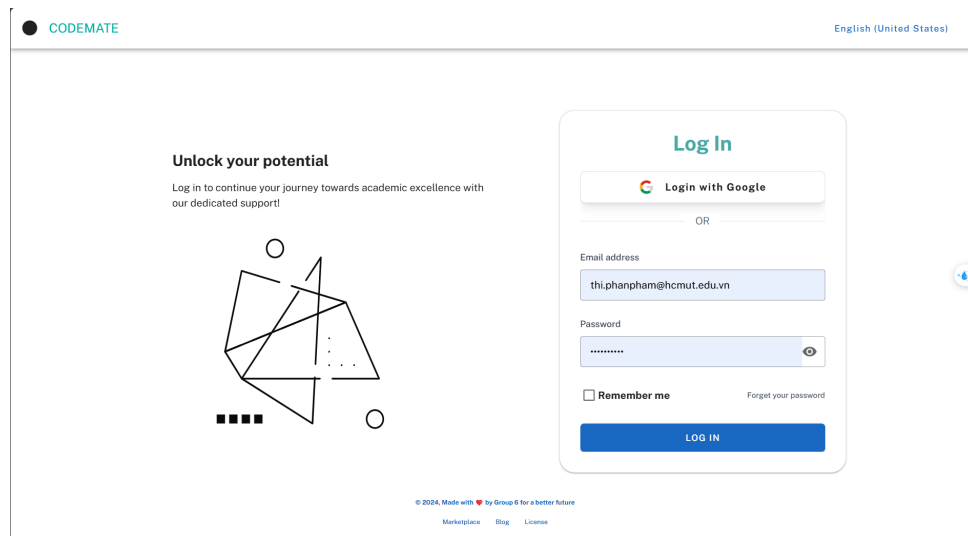 CODEMATE
English (United States)
Unlock your potential
Log in to continue your journey towards academic excellence with
our dedicated support!
Log In
Login with Google
OR
Email address
thi.phanpham@hcmut.edu.vn
Password
••••••••••
Remember me
Forget your password
LOG IN
© 2024, Made with ❤ by Group 6 for a better future
Marketplace Blog License